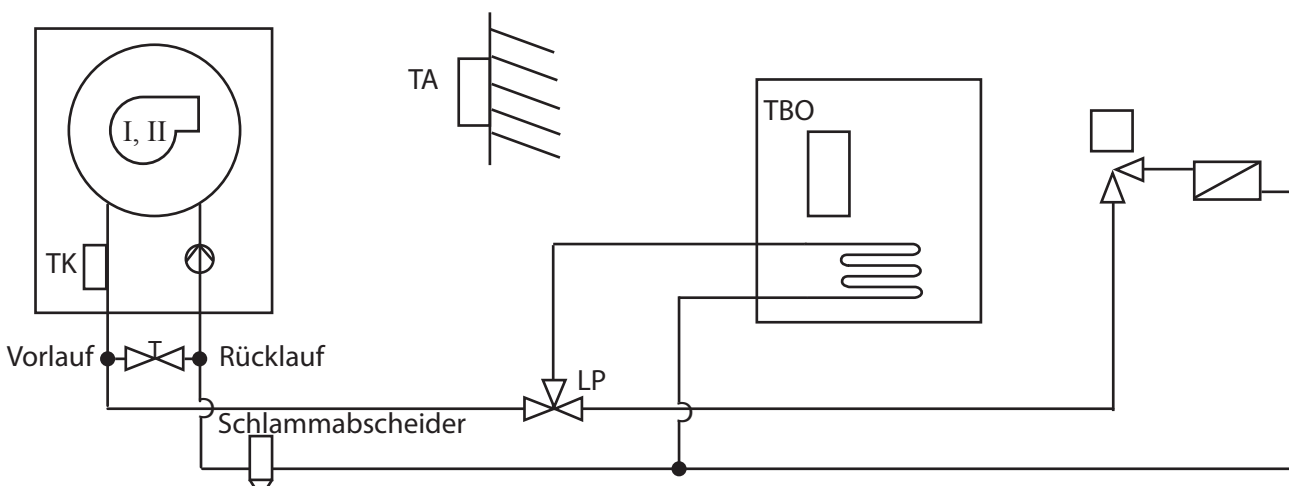 TA
TBO
I, II
TK
Vorlauf
T
Rücklauf
LP
Schlammabscheider